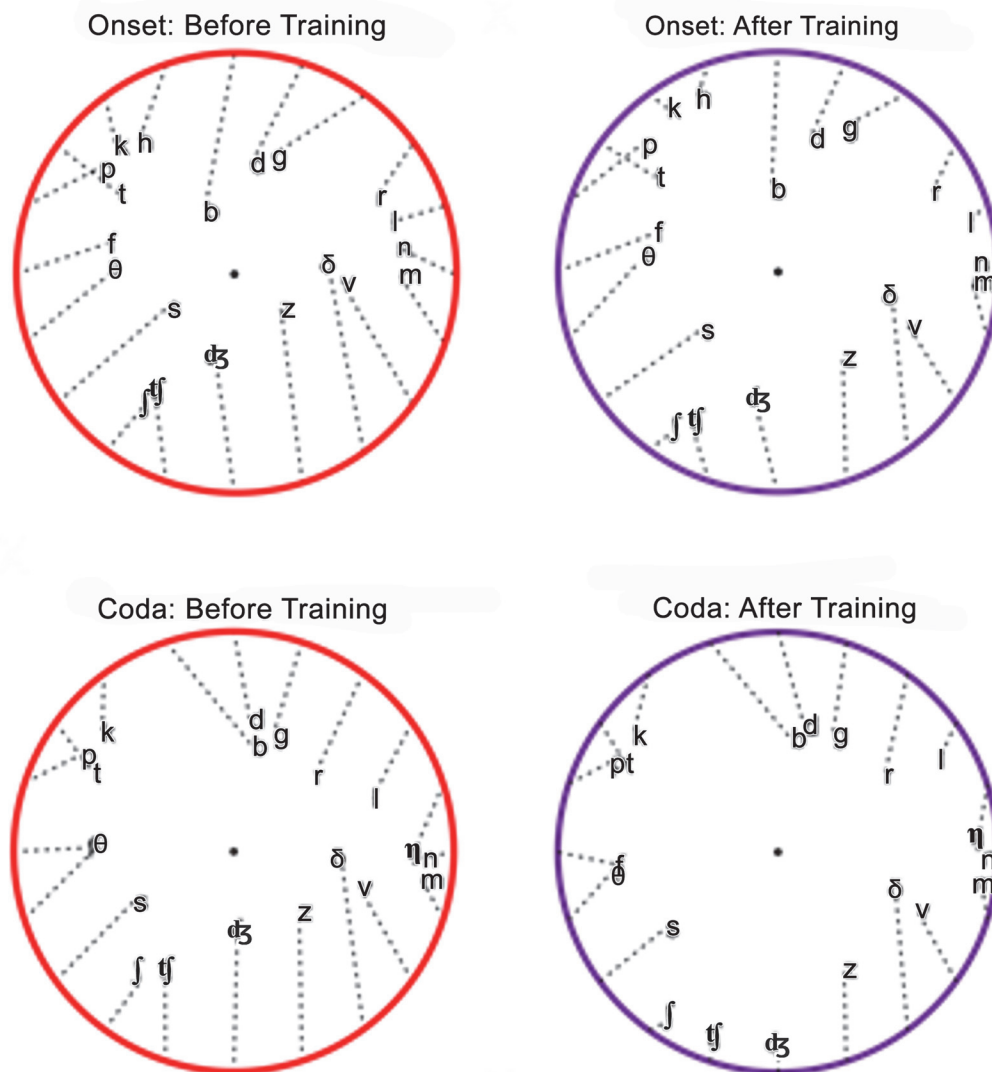 Onset: Before Training
k h
d g
p
t
r
b
l
f
n
θ
δ
m
v
s
z
ʤ
ʃ ʧ
Onset: After Training
k h
d g
p
t
b
r
l
f
θ
n
m
δ
v
s
z
ʤ
ʃ ʧ
Coda: Before Training
d
k
b g
p
t
r
l
θ
η n
δ
m
v
s
z
ʤ
ʃ ʧ
Coda: After Training
k
b d g
p t
r
l
η
n
f
θ
m
δ
v
s
z
ʃ
ʧ
ʤ